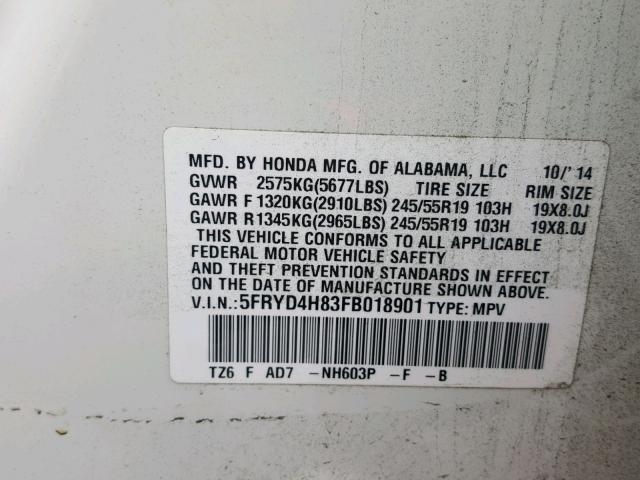 MFD. BY HONDA MFG. OF ALABAMA, LLC 10/'14
GVWR 2575KG(5677LBS) TIRE SIZE RIM SIZE
GAWR F 1320KG(2910LBS) 245/55R19 103H 19X8.0J
GAWR R1345KG(2965LBS) 245/55R19 103H 19X8.0J
THIS VEHICLE CONFORMS TO ALL APPLICABLE
FEDERAL MOTOR VEHICLE SAFETY
AND THEFT PREVENTION STANDARDS IN EFFECT
ON THE DATE OF MANUFACTURE SHOWN ABOVE.
V.I.N.:5FRYD4H83FB018901 TYPE: MPV
TZ6 F AD7 -NH603P -F -B